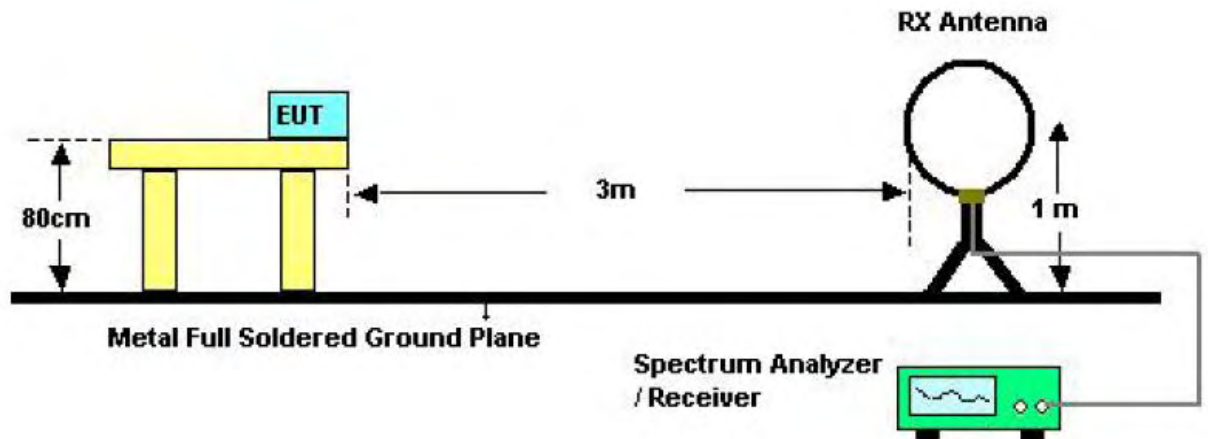 RX Antenna
EUT
3m
80cm
1 m
Metal Full Soldered Ground Plane
Spectrum Analyzer
/ Receiver